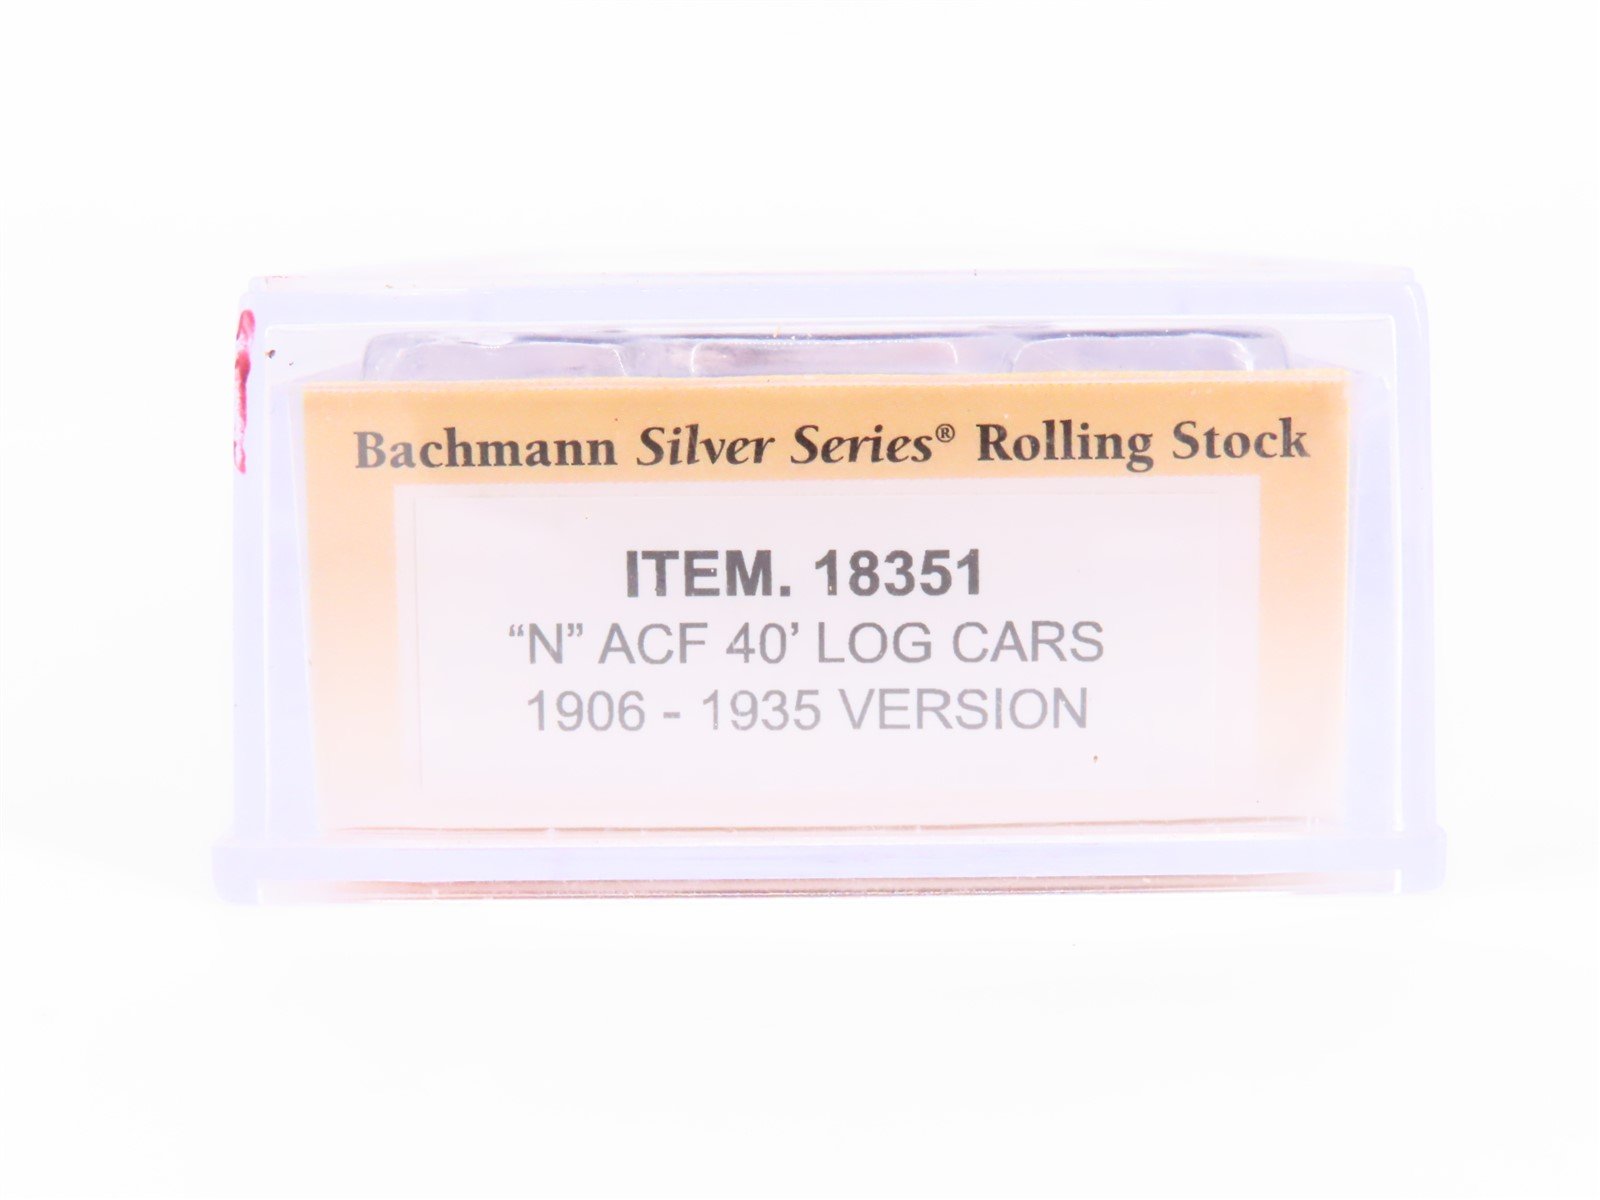 Bachmann Silver Series® Rolling Stock
ITEM. 18351
“N” ACF 40’ LOG CARS
1906 - 1935 VERSION